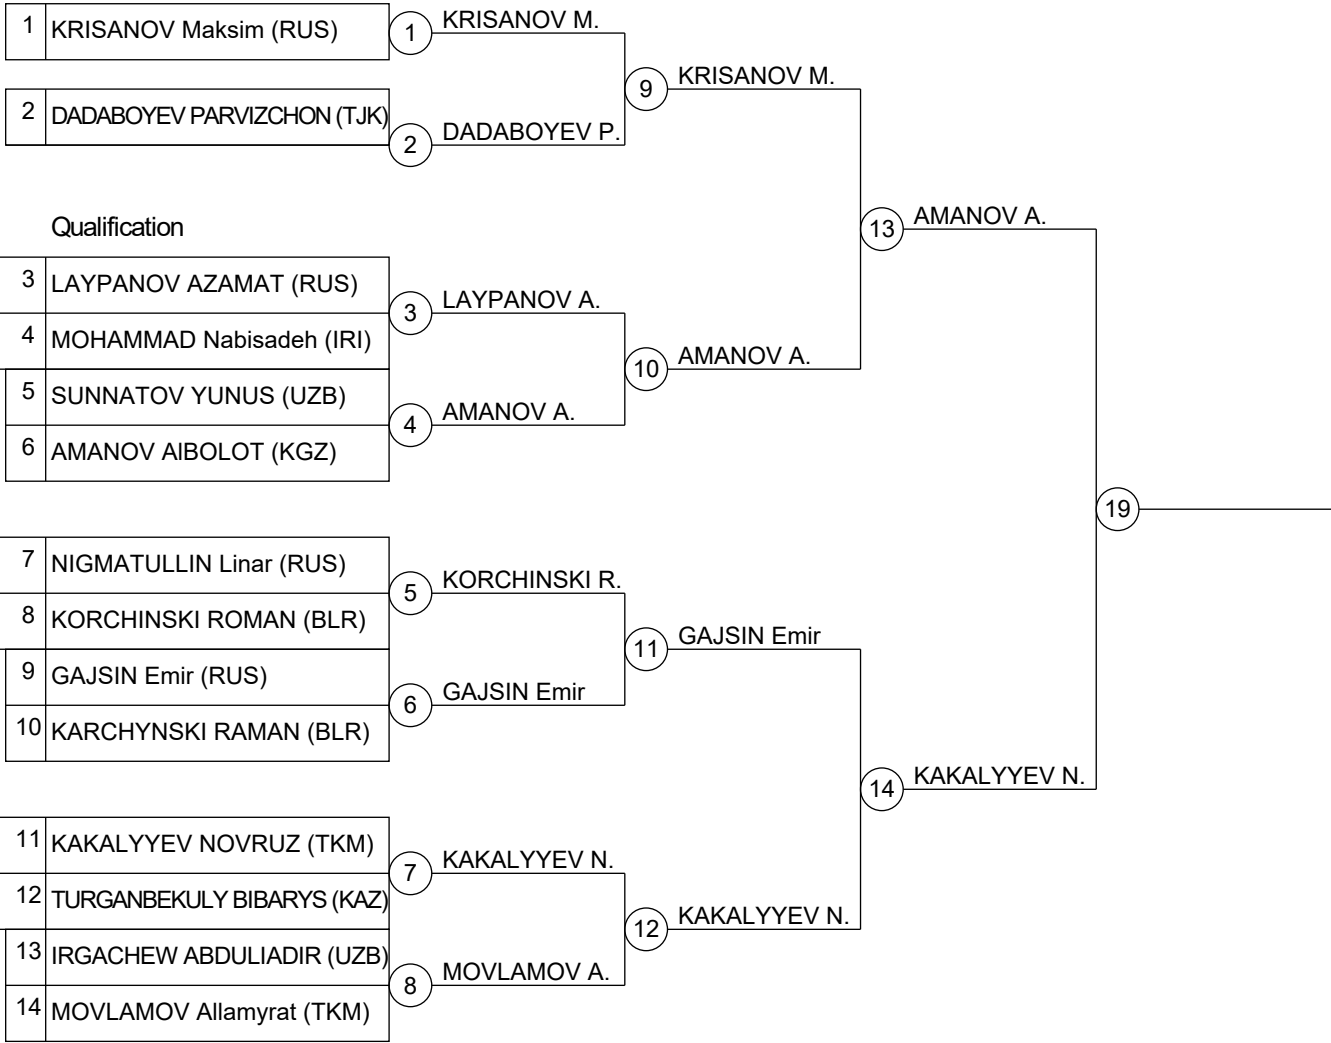 1 KRISANOV Maksim (RUS) 1 KRISANOV M.
9 KRISANOV M.
2 DADABOYEV PARVIZCHON (TJK) 2 DADABOYEV P.
13 AMANOV A.
Qualification
3 LAYPANOV AZAMAT (RUS)
3 LAYPANOV A.
4 MOHAMMAD Nabisadeh (IRI)
10 AMANOV A.
5 SUNNATOV YUNUS (UZB)
4 AMANOV A.
6 AMANOV AIBOLOT (KGZ)
19
7 NIGMATULLIN Linar (RUS)
5 KORCHINSKI R.
8 KORCHINSKI ROMAN (BLR)
11 GAJSIN Emir
9 GAJSIN Emir (RUS)
6 GAJSIN Emir
10 KARCHYNSKI RAMAN (BLR)
14 KAKALYYEV N.
11 KAKALYYEV NOVRUZ (TKM)
7 KAKALYYEV N.
12 TURGANBEKULY BIBARYS (KAZ)
12 KAKALYYEV N.
13 IRGACHEW ABDULIADIR (UZB)
8 MOVLAMOV A.
14 MOVLAMOV Allamyrat (TKM)